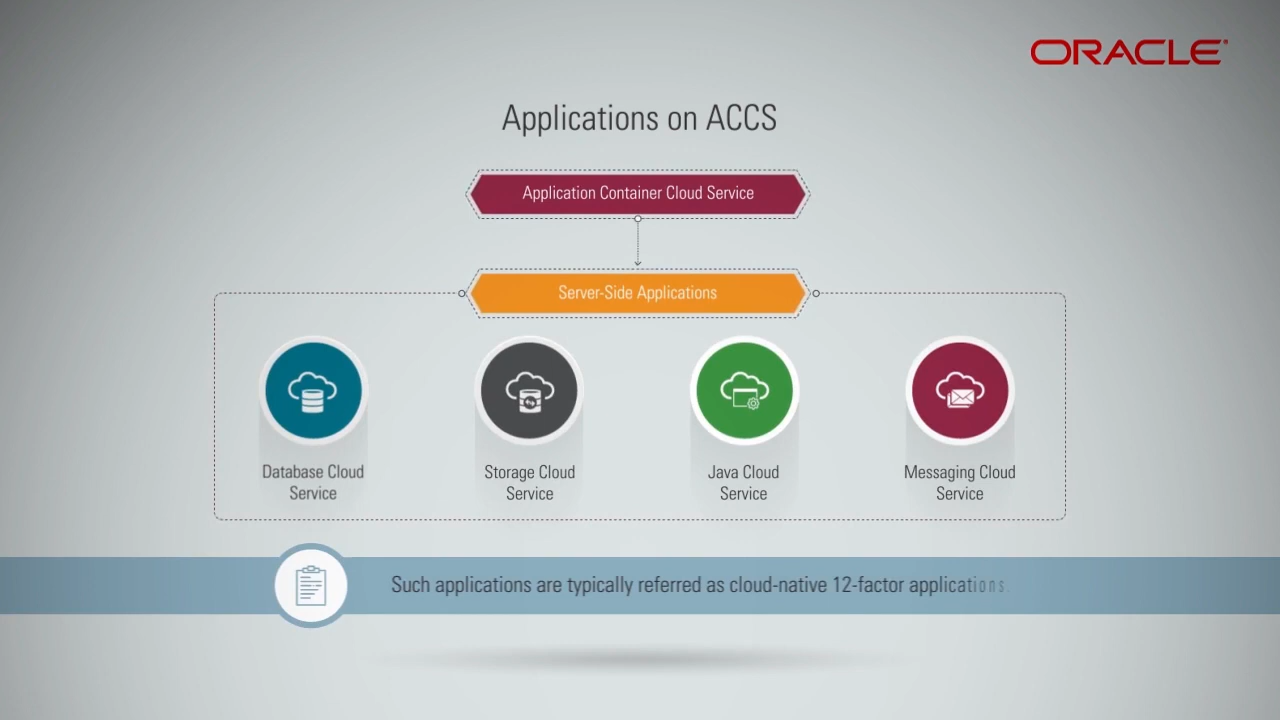 ORACLE
Applications on ACCS
Application Container Cloud Service
Server-Side Applications
Database Cloud
Service
Storage Cloud
Service
Java Cloud
Service
Messaging Cloud
Service
Such applications are typically referred as cloud-native 12-factor applications.